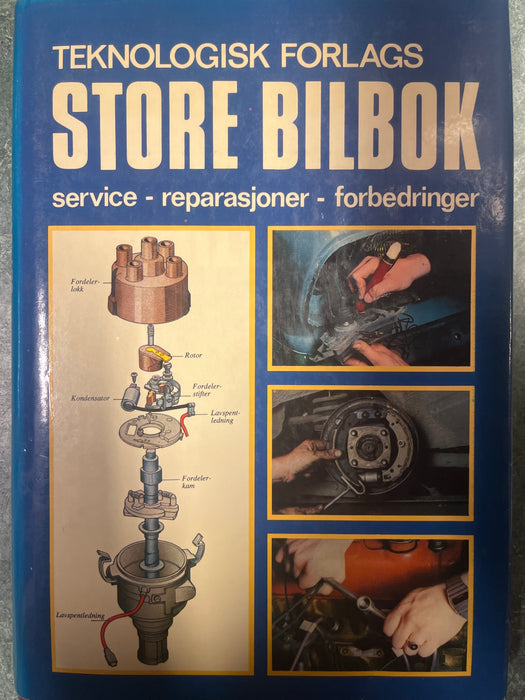 TEKNOLOGISK FORLAGS
STORE BILBOK
service - reparasjoner - forbedringer
Fordeler-
lokk
Rotor
Kondensator
Fordeler-
stifter
Lavspent-
ledning
Fordeler-
kam
Lavspentledning